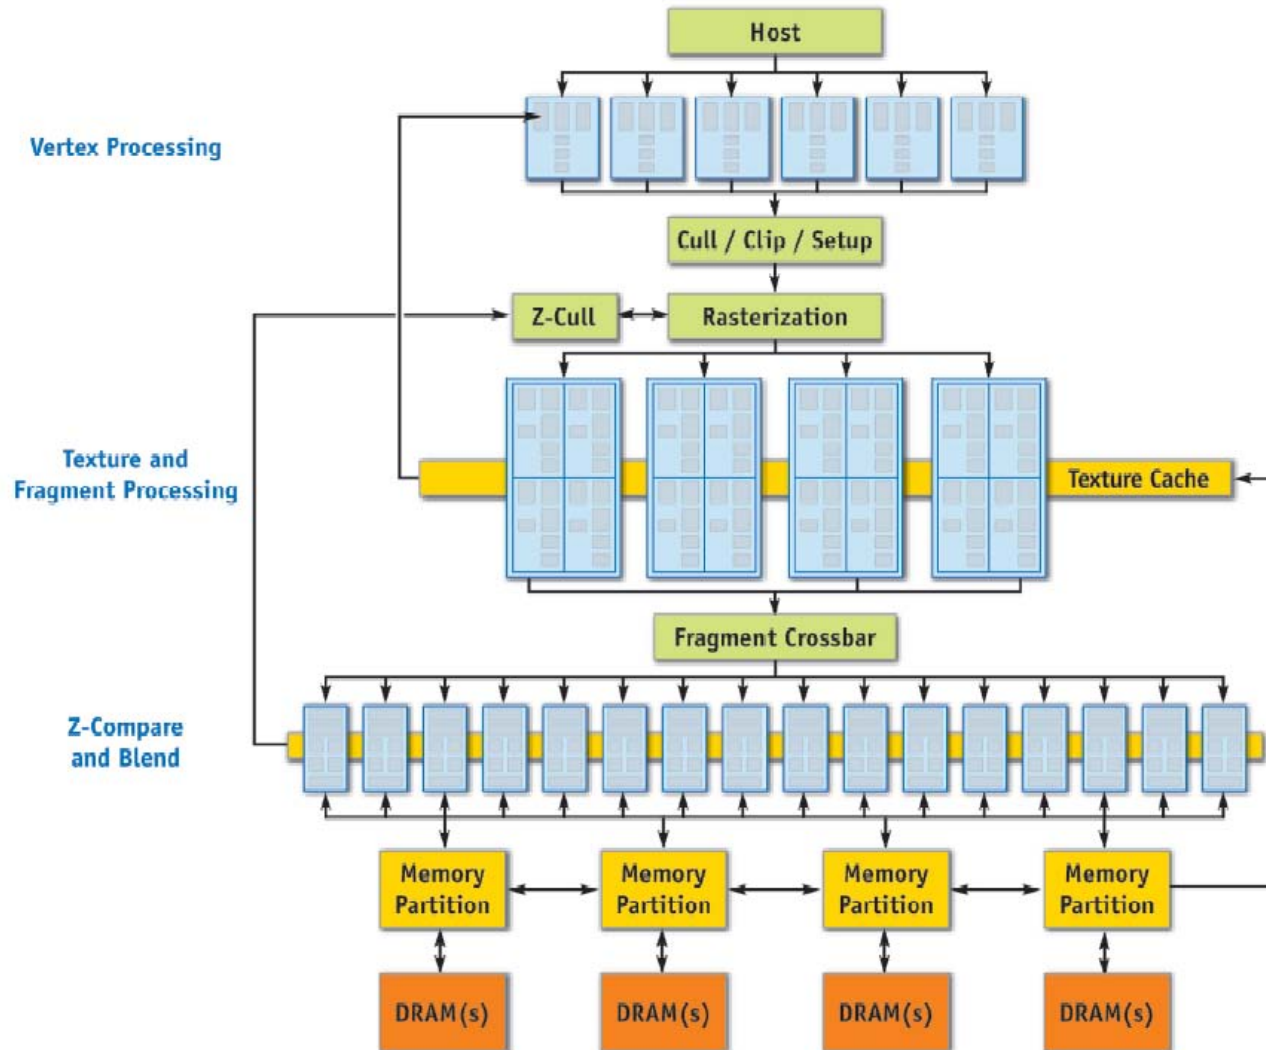 Host
Vertex Processing
Cull / Clip / Setup
Z-Cull
Rasterization
Texture and
Fragment Processing
Texture Cache
Fragment Crossbar
Z-Compare
and Blend
Memory
Partition
Memory
Partition
Memory
Partition
Memory
Partition
DRAM(s)
DRAM(s)
DRAM(s)
DRAM(s)